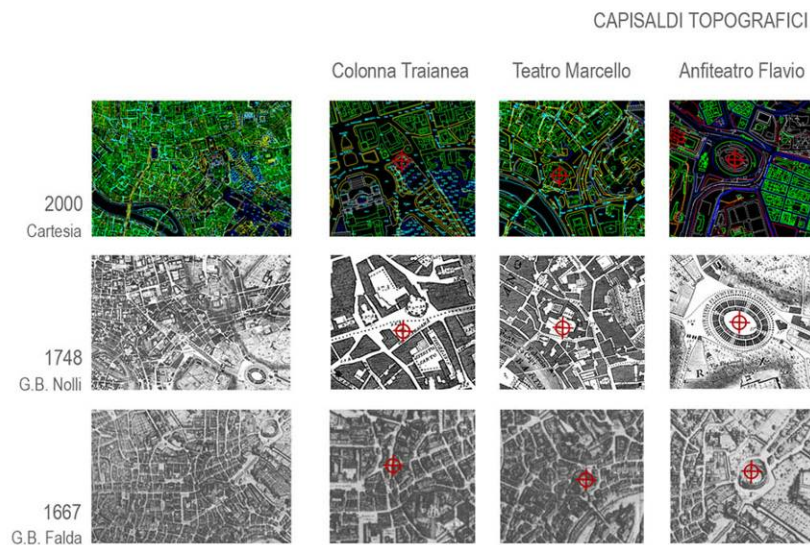 CAPISALDI TOPOGRAFICI
Colonna Traianea
Teatro Marcello
Anfiteatro Flavio
2000
Cartesia
1748
G.B. Nolli
1667
G.B. Falda